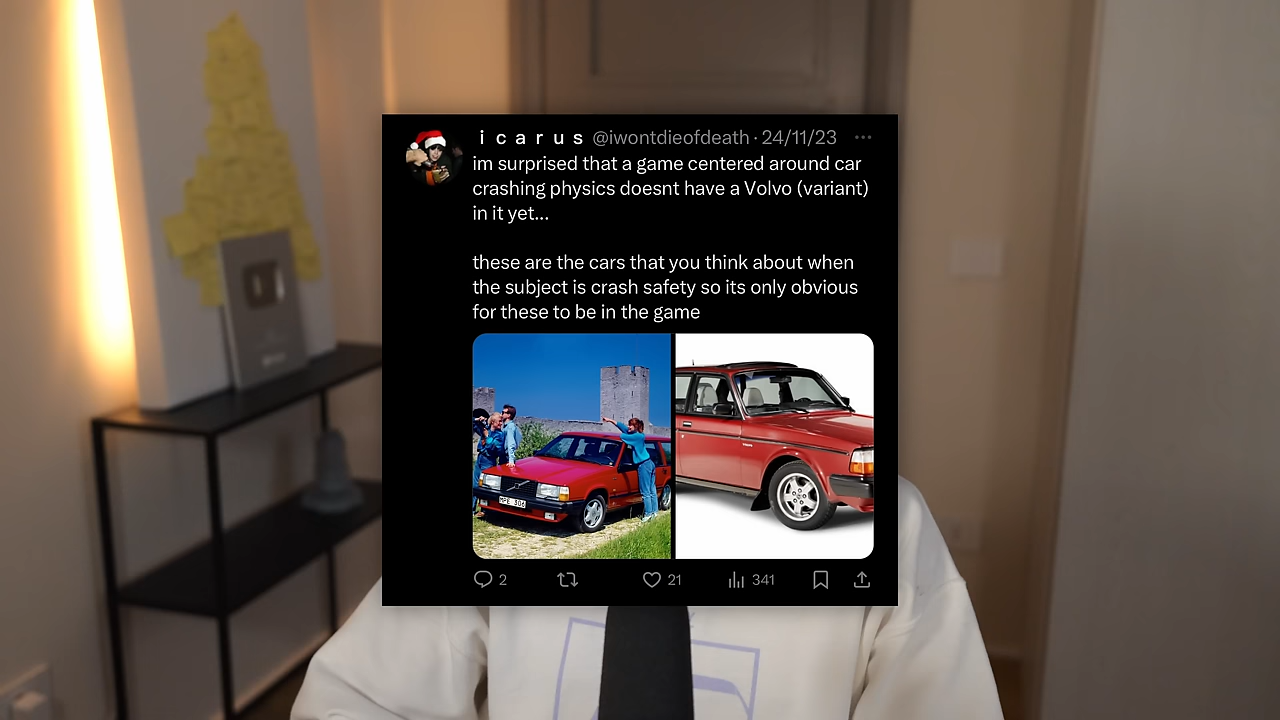 i c a r u s @iwontdieofdeath · 24/11/23 ...
im surprised that a game centered around car
crashing physics doesnt have a Volvo (variant)
in it yet...
these are the cars that you think about when
the subject is crash safety so its only obvious
for these to be in the game
2 21 341